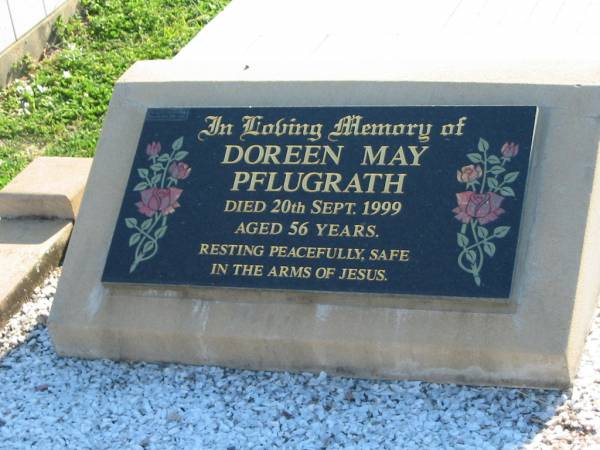 In Loving Memory of
DOREEN MAY
PFLUGRATH
DIED 20th SEPT. 1999
AGED 56 YEARS.
RESTING PEACEFULLY, SAFE
IN THE ARMS OF JESUS.